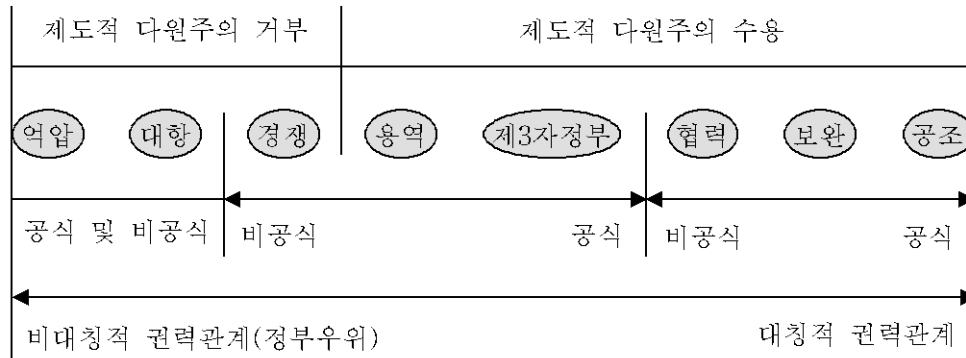 제도적 다원주의 거부 제도적 다원주의 수용
억압 대항 경쟁 용역 제3자정부 협력 보완 공조
공식 및 비공식 비공식 공식 비공식 공식
비대칭적 권력관계(정부우위) 대칭적 권력관계